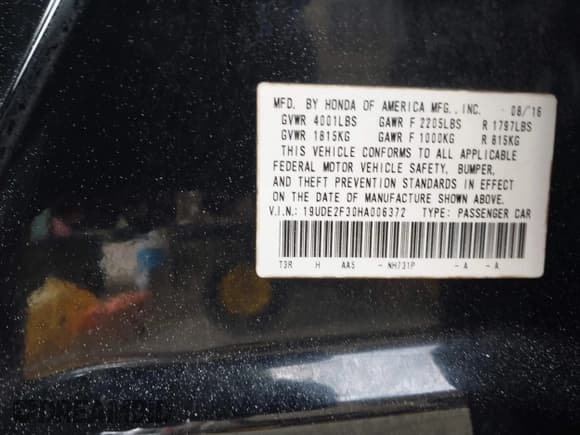 MFD. BY HONDA OF AMERICA MFG., INC. 08/'16
GVWR 4001LBS GAWR F 2205LBS R 1797LBS
GVWR 1815KG GAWR F 1000KG R 815KG
THIS VEHICLE CONFORMS TO ALL APPLICABLE
FEDERAL MOTOR VEHICLE SAFETY, BUMPER,
AND THEFT PREVENTION STANDARDS IN EFFECT
ON THE DATE OF MANUFACTURE SHOWN ABOVE.
V.I.N.: 19UDE2F30HA006372 TYPE: PASSENGER CAR
T3R H AA5 - NH731P - A - A